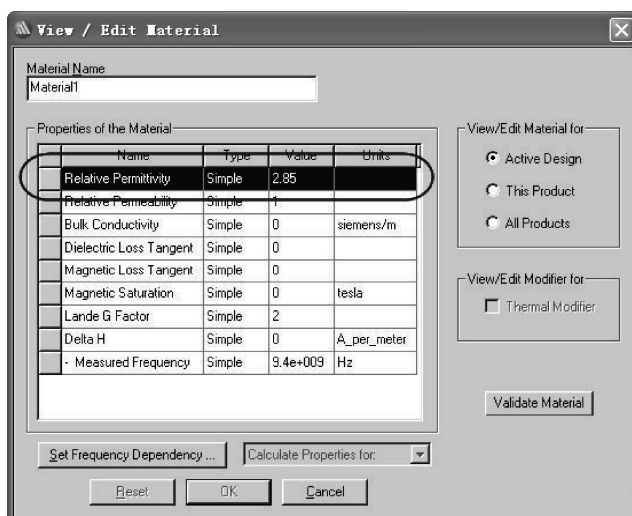 View / Edit Material
Material Name
Material1
Properties of the Material
Name Type Value Units
Relative Permittivity Simple 2.85
Relative Permeability Simple 1
Bulk Conductivity Simple 0 siemens/m
Dielectric Loss Tangent Simple 0
Magnetic Loss Tangent Simple 0
Magnetic Saturation Simple 0 tesla
Lande G Factor Simple 2
Delta H Simple 0 A_per_meter
- Measured Frequency Simple 9.4e+009 Hz
View/Edit Material for
Active Design
This Product
All Products
View/Edit Modifier for
Thermal Modifier
Validate Material
Set Frequency Dependency ... Calculate Properties for:
Reset OK Cancel